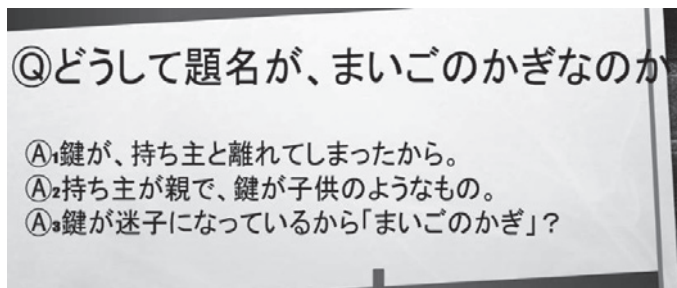 Ⓠどうして題名が、まいごのかぎなのか
Ⓐ₁鍵が、持ち主と離れてしまったから。
Ⓐ₂持ち主が親で、鍵が子供のようなもの。
Ⓐ₃鍵が迷子になっているから「まいごのかぎ」？